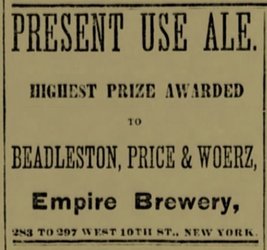 PRESENT USE ALE.
HIGHEST PRIZE AWARDED
TO
BEADLESTON, PRICE & WOERZ,
Empire Brewery,
283 TO 297 WEST 10TH ST., NEW YORK.